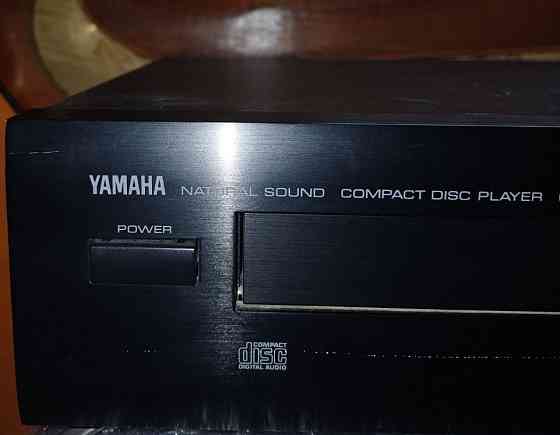 YAMAHA NATURAL SOUND COMPACT DISC PLAYER
POWER
COMPACT
disc
DIGITAL AUDIO